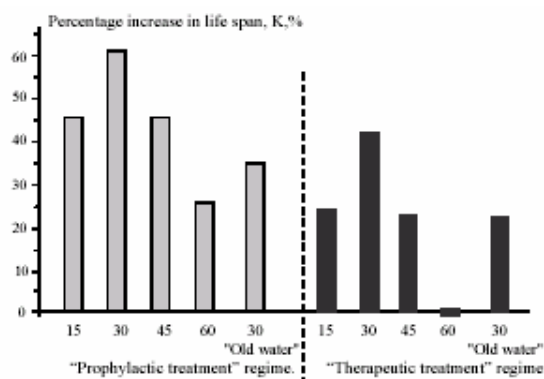 Percentage increase in life span, K,%
60
50
40
30
20
10
0
15 30 45 60 30 15 30 45 60 30
"Old water" "Old water"
“Prophylactic treatment” regime. “Therapeutic treatment” regime